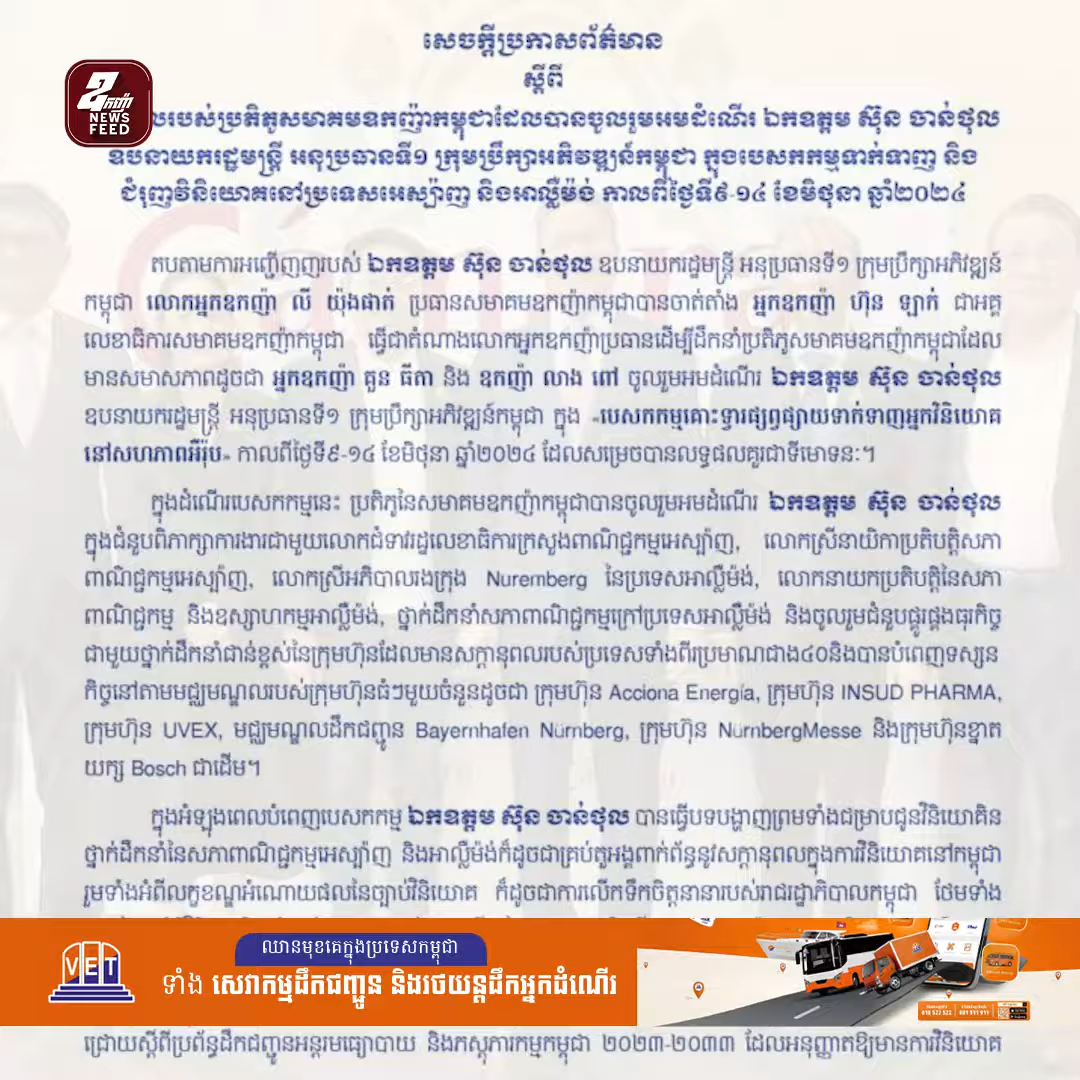 សេចក្តីប្រកាសព័ត៌មាន
ស្តីពី
ឧកញ៉ា
NEWS
FEED
របស់ប្រតិភូសមាគមឧកញ៉ាកម្ពុជាដែលបានចូលរួមអមដំណើរ ឯកឧត្តម ស៊ុន ចាន់ថុល
ឧបនាយករដ្ឋមន្ត្រី អនុប្រធានទី១ ក្រុមប្រឹក្សាអភិវឌ្ឍន៍កម្ពុជា ក្នុងបេសកកម្មទាក់ទាញ និង
ជំរុញវិនិយោគនៅប្រទេសអេស្ប៉ាញ និងអាល្លឺម៉ង់ កាលពីថ្ងៃទី៩-១៤ ខែមិថុនា ឆ្នាំ២០២៤
តបតាមការអញ្ជើញញរបស់ ឯកឧត្តម ស៊ុន ចាន់ថុល ឧបនាយករដ្ឋមន្ត្រី អនុប្រធានទី១ ក្រុមប្រឹក្សាអភិវឌ្ឍន៍
កម្ពុជា លោកអ្នកឧកញ៉ា លី យ៉ុងផាត់ ប្រធានសមាគមឧកញ៉ាកម្ពុជាបានចាត់តាំង អ្នកឧកញ៉ា ហ៊ុន ឡាក់ ជាអគ្គ
លេខាធិការសមាគមឧកញ៉ាកម្ពុជា ធ្វើជាតំណាងលោកអ្នកឧកញ៉ាប្រធានដើម្បីដឹកនាំប្រតិភូសមាគមឧកញ៉ាកម្ពុជាដែល
មានសមាសភាពដូចជា អ្នកឧកញ៉ា គួន ធីតា និង ឧកញ៉ា លាង ពៅ ចូលរួមអមដំណើរ ឯកឧត្តម ស៊ុន ចាន់ថុល
ឧបនាយករដ្ឋមន្ត្រី អនុប្រធានទី១ ក្រុមប្រឹក្សាអភិវឌ្ឍន៍កម្ពុជា ក្នុង «បេសកកម្មគោះទ្វារផ្សព្វផ្សាយទាក់ទាញអ្នកវិនិយោគ
នៅសហភាពអឺរ៉ុប» កាលពីថ្ងៃទី៩-១៤ ខែមិថុនា ឆ្នាំ២០២៤ ដែលសម្រេចបានលទ្ធផលគួរជាទីមោទនៈ។
ក្នុងដំណើរបេសកកម្មនេះ ប្រតិភូនៃសមាគមឧកញ៉ាកម្ពុជាបានចូលរួមអមដំណើរ ឯកឧត្តម ស៊ុន ចាន់ថុល
ក្នុងជំនួបពិភាក្សាការងារជាមួយលោកជំទាវរដ្ឋលេខាធិការក្រសួងពាណិជ្ជកម្មអេស្ប៉ាញ, លោកស្រីនាយិកាប្រតិបត្តិសភា
ពាណិជ្ជកម្មអេស្ប៉ាញ, លោកស្រីអភិបាលរងក្រុង Nuremberg នៃប្រទេសអាល្លឺម៉ង់, លោកនាយកប្រតិបត្តិនៃសភា
ពាណិជ្ជកម្ម និងឧស្សាហកម្មអាល្លឺម៉ង់, ថ្នាក់ដឹកនាំសភាពាណិជ្ជកម្មក្រៅប្រទេសអាល្លឺម៉ង់ និងចូលរួមជំនួបផ្គូរផ្គងធុរកិច្ច
ជាមួយថ្នាក់ដឹកនាំជាន់ខ្ពស់នៃក្រុមហ៊ុនដែលមានសក្តានុពលរបស់ប្រទេសទាំងពីរប្រមាណជាង៤០និងបានបំពេញទស្សន
កិច្ចនៅតាមមជ្ឈមណ្ឌលរបស់ក្រុមហ៊ុនធំៗមួយចំនួនដូចជា ក្រុមហ៊ុន Acciona Energía, ក្រុមហ៊ុន INSUD PHARMA,
ក្រុមហ៊ុន UVEX, មជ្ឈមណ្ឌលដឹកជញ្ជូន Bayernhafen Nürnberg, ក្រុមហ៊ុន NürnbergMesse និងក្រុមហ៊ុនខ្នាត
យក្ស Bosch ជាដើម។
ក្នុងអំឡុងពេលបំពេញបេសកកម្ម ឯកឧត្តម ស៊ុន ចាន់ថុល បានធ្វើបទបង្ហាញព្រមទាំងជម្រាបជូនវិនិយោគិន
ថ្នាក់ដឹកនាំនៃសភាពាណិជ្ជកម្មអេស្ប៉ាញ និងអាល្លឺម៉ង់ក៏ដូចជាគ្រប់តួអង្គពាក់ព័ន្ធនូវសក្តានុពលក្នុងការវិនិយោគនៅកម្ពុជា
រួមទាំងអំពីលក្ខខណ្ឌអំណោយផលនៃច្បាប់វិនិយោគ ក៏ដូចជាការលើកទឹកចិត្តនានារបស់រាជរដ្ឋាភិបាលកម្ពុជា ថែមទាំង
VET
ឈានមុខគេក្នុងប្រទេសកម្ពុជា
ទាំង សេវាកម្មដឹកជញ្ជូន និងរថយន្តដឹកអ្នកដំណើរ
ជ្រោយស្តីពីប្រព័ន្ធដឹកជញ្ជូនអន្តរមធ្យោបាយ និងភស្តុភារកម្មកម្ពុជា ២០២៣-២០៣៣ ដែលអនុញ្ញាតឱ្យមានការវិនិយោគ